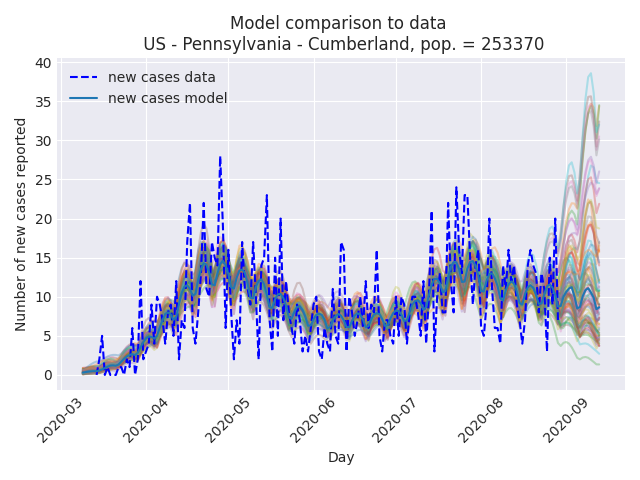 Model comparison to data
US - Pennsylvania - Cumberland, pop. = 253370
new cases data
new cases model
Number of new cases reported
40
35
30
25
20
15
10
5
0
2020-03
2020-04
2020-05
2020-06
2020-07
2020-08
2020-09
Day